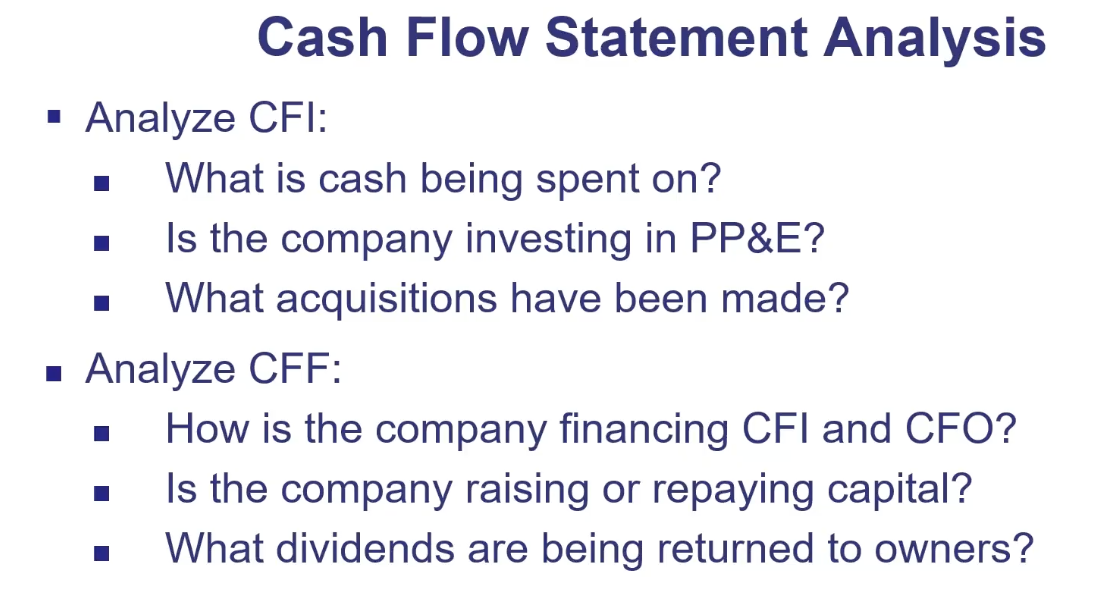 Cash Flow Statement Analysis
▪ Analyze CFI:
▪ What is cash being spent on?
▪ Is the company investing in PP&E?
▪ What acquisitions have been made?
▪ Analyze CFF:
▪ How is the company financing CFI and CFO?
▪ Is the company raising or repaying capital?
▪ What dividends are being returned to owners?